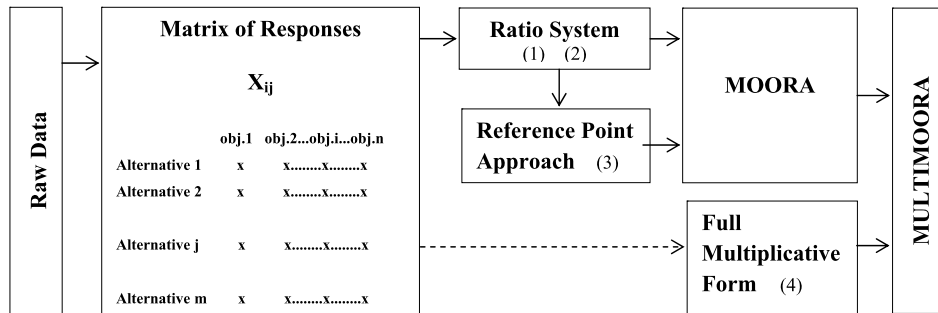 Raw Data
Matrix of Responses
Xij
obj.1 obj.2...obj.i...obj.n
Alternative 1 x x........x........x
Alternative 2 x x........x........x
Alternative j x x........x........x
Alternative m x x........x........x
Ratio System
(1) (2)
Reference Point
Approach (3)
MOORA
Full
Multiplicative
Form (4)
MULTIMOORA